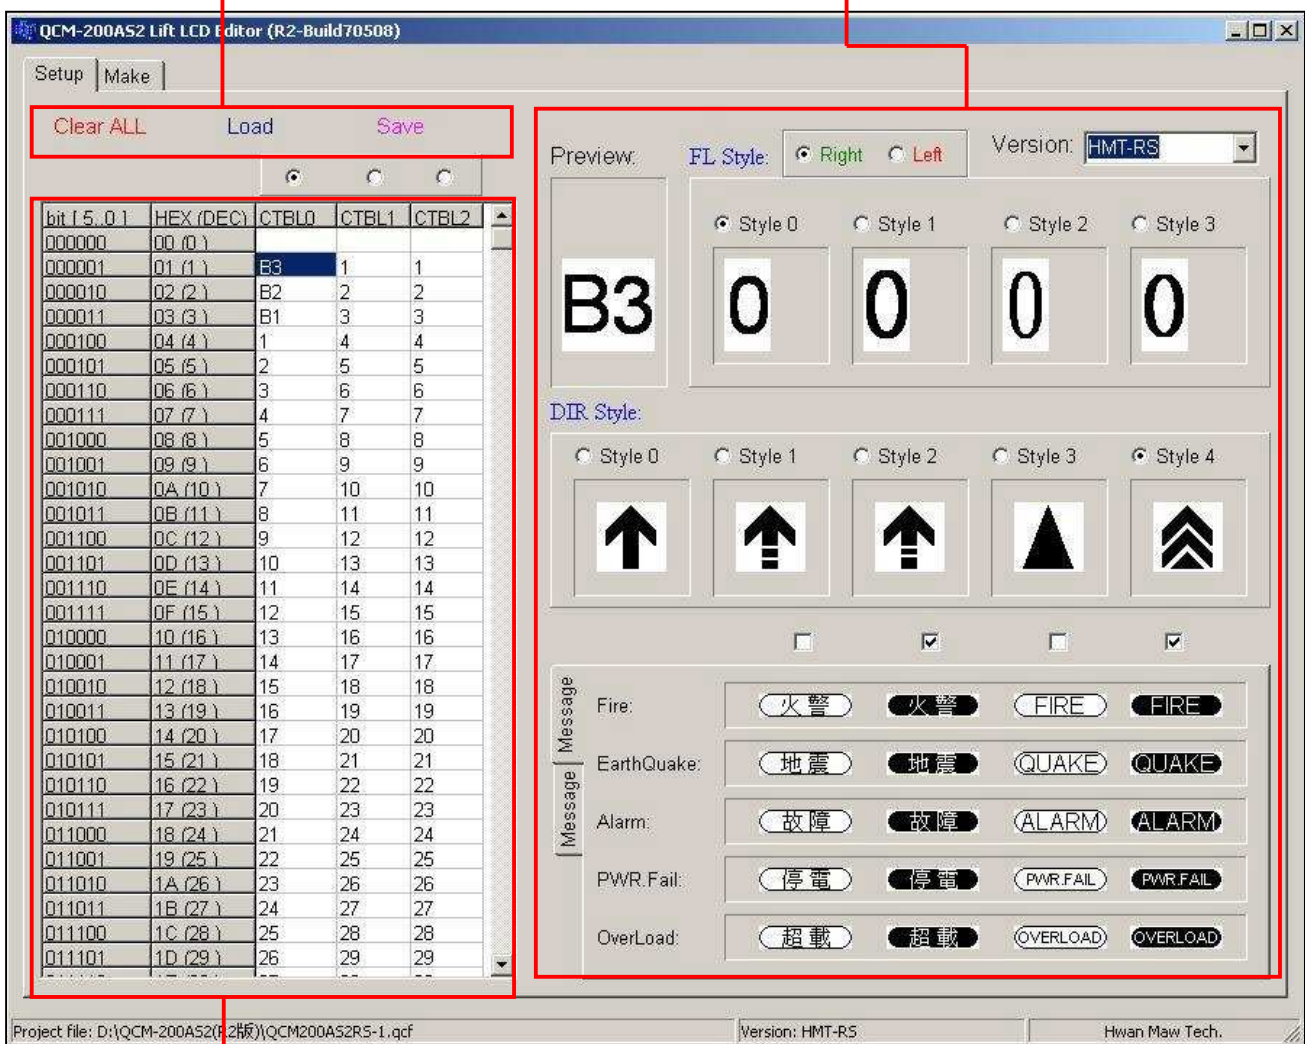 QCM-200AS2 Lift LCD Editor (R2-Build70508)
Setup Make
Clear ALL Load Save
bit [ 5..0 ] HEX (DEC) CTBL0 CTBL1 CTBL2
000000 00 (0 )
000001 01 (1 ) B3 1 1
000010 02 (2 ) B2 2 2
000011 03 (3 ) B1 3 3
000100 04 (4 ) 1 4 4
000101 05 (5 ) 2 5 5
000110 06 (6 ) 3 6 6
000111 07 (7 ) 4 7 7
001000 08 (8 ) 5 8 8
001001 09 (9 ) 6 9 9
001010 0A (10 ) 7 10 10
001011 0B (11 ) 8 11 11
001100 0C (12 ) 9 12 12
001101 0D (13 ) 10 13 13
001110 0E (14 ) 11 14 14
001111 0F (15 ) 12 15 15
010000 10 (16 ) 13 16 16
010001 11 (17 ) 14 17 17
010010 12 (18 ) 15 18 18
010011 13 (19 ) 16 19 19
010100 14 (20 ) 17 20 20
010101 15 (21 ) 18 21 21
010110 16 (22 ) 19 22 22
010111 17 (23 ) 20 23 23
011000 18 (24 ) 21 24 24
011001 19 (25 ) 22 25 25
011010 1A (26 ) 23 26 26
011011 1B (27 ) 24 27 27
011100 1C (28 ) 25 28 28
011101 1D (29 ) 26 29 29
Preview: FL Style: Right Left Version: HMT-RS
Style 0 Style 1 Style 2 Style 3
B3 0 0 0 0
DIR Style:
Style 0 Style 1 Style 2 Style 3 Style 4
Message
Message
Fire: 火警 火警 FIRE FIRE
EarthQuake: 地震 地震 QUAKE QUAKE
Alarm: 故障 故障 ALARM ALARM
PWR.Fail: 停電 停電 PWR.FAIL PWR.FAIL
OverLoad: 超載 超載 OVERLOAD OVERLOAD
Project file: D:\QCM-200AS2(R2版)\QCM200AS2RS-1.qcf Version: HMT-RS Hwan Maw Tech.